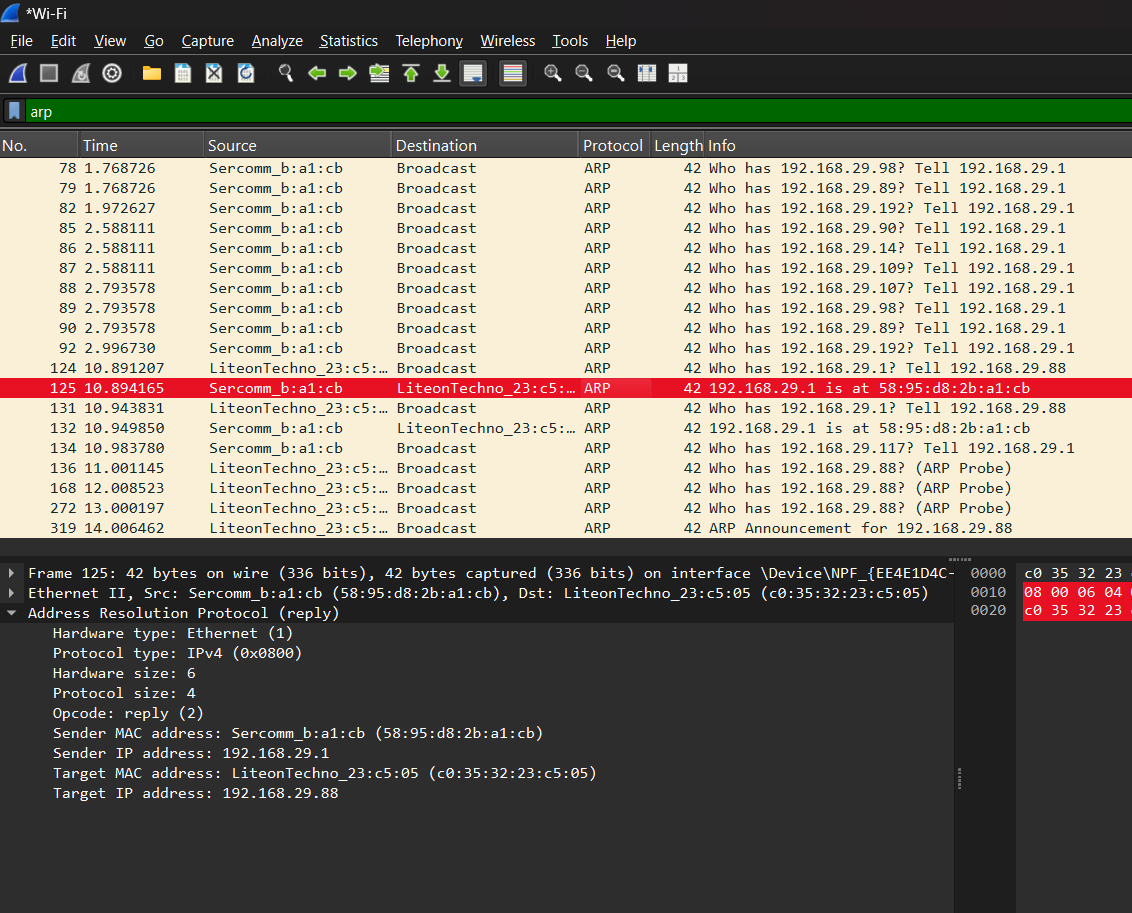 *Wi-Fi
File Edit View Go Capture Analyze Statistics Telephony Wireless Tools Help
arp
No. Time Source Destination Protocol Length Info
78 1.768726 Sercomm_b:a1:cb Broadcast ARP 42 Who has 192.168.29.98? Tell 192.168.29.1
79 1.768726 Sercomm_b:a1:cb Broadcast ARP 42 Who has 192.168.29.89? Tell 192.168.29.1
82 1.972627 Sercomm_b:a1:cb Broadcast ARP 42 Who has 192.168.29.192? Tell 192.168.29.1
85 2.588111 Sercomm_b:a1:cb Broadcast ARP 42 Who has 192.168.29.90? Tell 192.168.29.1
86 2.588111 Sercomm_b:a1:cb Broadcast ARP 42 Who has 192.168.29.14? Tell 192.168.29.1
87 2.588111 Sercomm_b:a1:cb Broadcast ARP 42 Who has 192.168.29.109? Tell 192.168.29.1
88 2.793578 Sercomm_b:a1:cb Broadcast ARP 42 Who has 192.168.29.107? Tell 192.168.29.1
89 2.793578 Sercomm_b:a1:cb Broadcast ARP 42 Who has 192.168.29.98? Tell 192.168.29.1
90 2.793578 Sercomm_b:a1:cb Broadcast ARP 42 Who has 192.168.29.89? Tell 192.168.29.1
92 2.996730 Sercomm_b:a1:cb Broadcast ARP 42 Who has 192.168.29.192? Tell 192.168.29.1
124 10.891207 LiteonTechno_23:c5:… Broadcast ARP 42 Who has 192.168.29.1? Tell 192.168.29.88
125 10.894165 Sercomm_b:a1:cb LiteonTechno_23:c5:… ARP 42 192.168.29.1 is at 58:95:d8:2b:a1:cb
131 10.943831 LiteonTechno_23:c5:… Broadcast ARP 42 Who has 192.168.29.1? Tell 192.168.29.88
132 10.949850 Sercomm_b:a1:cb LiteonTechno_23:c5:… ARP 42 192.168.29.1 is at 58:95:d8:2b:a1:cb
134 10.983780 Sercomm_b:a1:cb Broadcast ARP 42 Who has 192.168.29.117? Tell 192.168.29.1
136 11.001145 LiteonTechno_23:c5:… Broadcast ARP 42 Who has 192.168.29.88? (ARP Probe)
168 12.008523 LiteonTechno_23:c5:… Broadcast ARP 42 Who has 192.168.29.88? (ARP Probe)
272 13.000197 LiteonTechno_23:c5:… Broadcast ARP 42 Who has 192.168.29.88? (ARP Probe)
319 14.006462 LiteonTechno_23:c5:… Broadcast ARP 42 ARP Announcement for 192.168.29.88
Frame 125: 42 bytes on wire (336 bits), 42 bytes captured (336 bits) on interface \Device\NPF_{EE4E1D4C-
Ethernet II, Src: Sercomm_b:a1:cb (58:95:d8:2b:a1:cb), Dst: LiteonTechno_23:c5:05 (c0:35:32:23:c5:05)
Address Resolution Protocol (reply)
Hardware type: Ethernet (1)
Protocol type: IPv4 (0x0800)
Hardware size: 6
Protocol size: 4
Opcode: reply (2)
Sender MAC address: Sercomm_b:a1:cb (58:95:d8:2b:a1:cb)
Sender IP address: 192.168.29.1
Target MAC address: LiteonTechno_23:c5:05 (c0:35:32:23:c5:05)
Target IP address: 192.168.29.88
0000 c0 35 32 23
0010 08 00 06 04
0020 c0 35 32 23